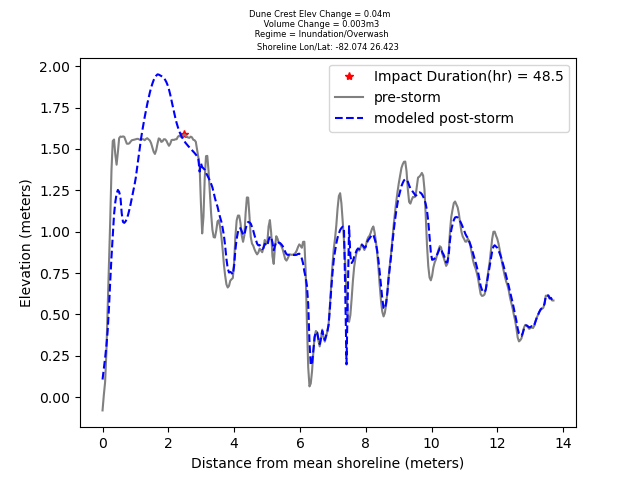 Dune Crest Elev Change = 0.04m
Volume Change = 0.003m3
Regime = Inundation/Overwash
Shoreline Lon/Lat: -82.074 26.423
Impact Duration(hr) = 48.5
pre-storm
modeled post-storm
Elevation (meters)
2.00
1.75
1.50
1.25
1.00
0.75
0.50
0.25
0.00
0 2 4 6 8 10 12 14
Distance from mean shoreline (meters)